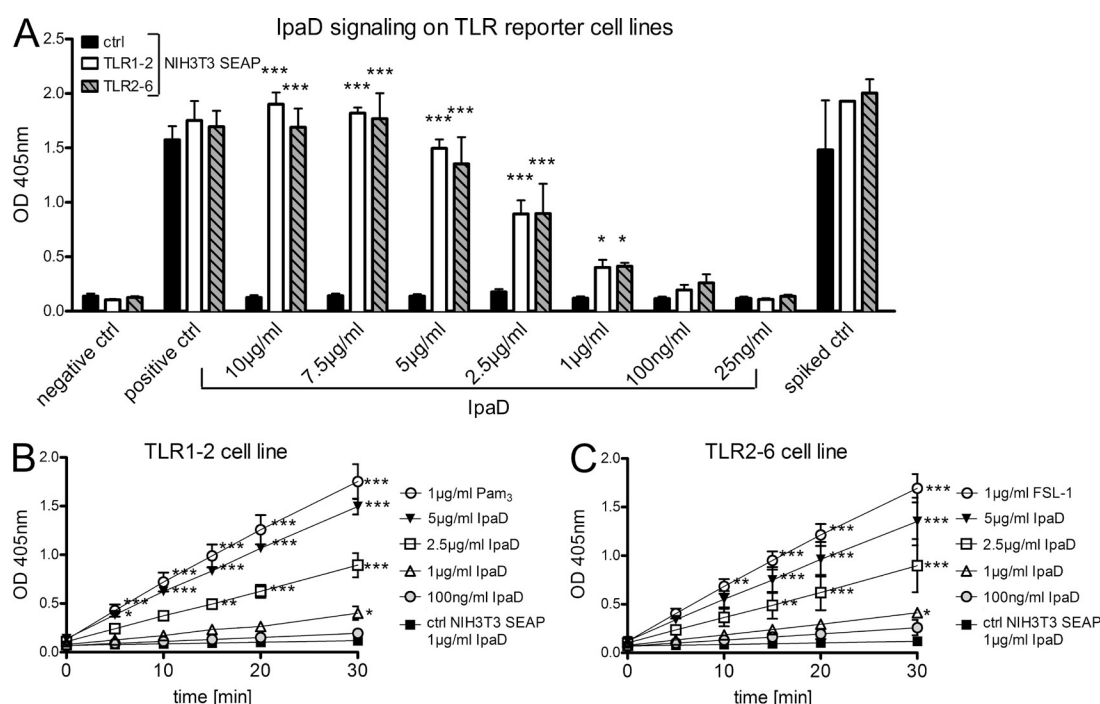 A
IpaD signaling on TLR reporter cell lines
ctrl
TLR1-2
TLR2-6
NIH3T3 SEAP
OD 405nm
2.5
2.0
1.5
1.0
0.5
0.0
*** *** *** *** *** *** *** *** * *
negative ctrl
positive ctrl
10µg/ml
7.5µg/ml
5µg/ml
2.5µg/ml
1µg/ml
100ng/ml
25ng/ml
spiked ctrl
IpaD
B
TLR1-2 cell line
OD 405nm
2.0
1.5
1.0
0.5
0.0
0 10 20 30
time [min]
*** *** *** *** ***
* *** *** *** ***
** *** ***
*
1µg/ml Pam₃
5µg/ml IpaD
2.5µg/ml IpaD
1µg/ml IpaD
100ng/ml IpaD
ctrl NIH3T3 SEAP
1µg/ml IpaD
C
TLR2-6 cell line
OD 405nm
2.0
1.5
1.0
0.5
0.0
0 10 20 30
time [min]
** *** *** ***
*** *** ***
** *** ***
*
1µg/ml FSL-1
5µg/ml IpaD
2.5µg/ml IpaD
1µg/ml IpaD
100ng/ml IpaD
ctrl NIH3T3 SEAP
1µg/ml IpaD